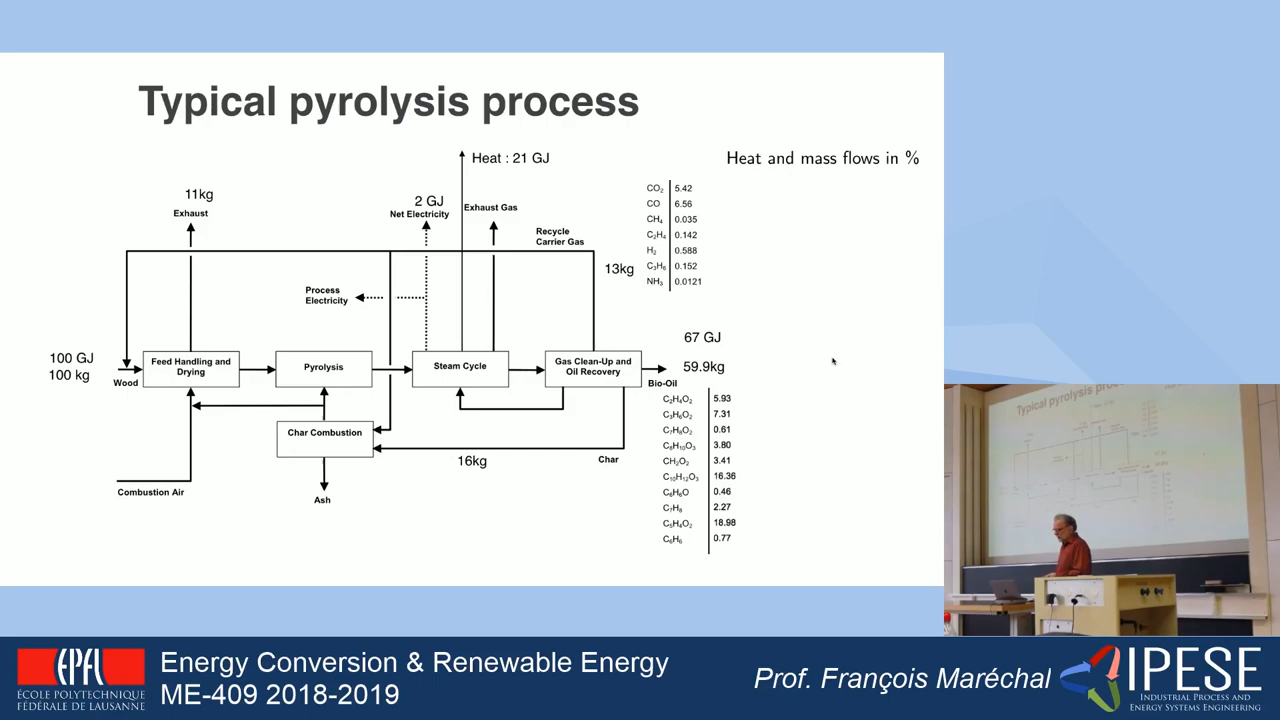 Typical pyrolysis process
Heat : 21 GJ
Heat and mass flows in %
11kg
Exhaust
2 GJ
Net Electricity
Exhaust Gas
Recycle
Carrier Gas
13kg
CO₂ 5.42
CO 6.56
CH₄ 0.035
C₂H₄ 0.142
H₂ 0.588
C₃H₆ 0.152
NH₃ 0.0121
Process
Electricity
100 GJ
100 kg
Wood
Feed Handling and
Drying
Pyrolysis
Steam Cycle
Gas Clean-Up and
Oil Recovery
67 GJ
59.9kg
Bio-Oil
C₂H₄O₂ 5.93
C₃H₆O₂ 7.31
C₇H₈O₂ 0.61
C₈H₁₀O₃ 3.80
CH₂O₂ 3.41
C₁₀H₁₂O₃ 16.36
C₆H₆O 0.46
C₇H₈ 2.27
C₅H₄O₂ 18.98
C₆H₆ 0.77
Char Combustion
16kg
Char
Combustion Air
Ash
Typical pyrolysis proce
EPFL
ÉCOLE POLYTECHNIQUE
FÉDÉRALE DE LAUSANNE
Energy Conversion & Renewable Energy
ME-409 2018-2019
Prof. François Maréchal
IPESE
Industrial Process and
Energy Systems Engineering